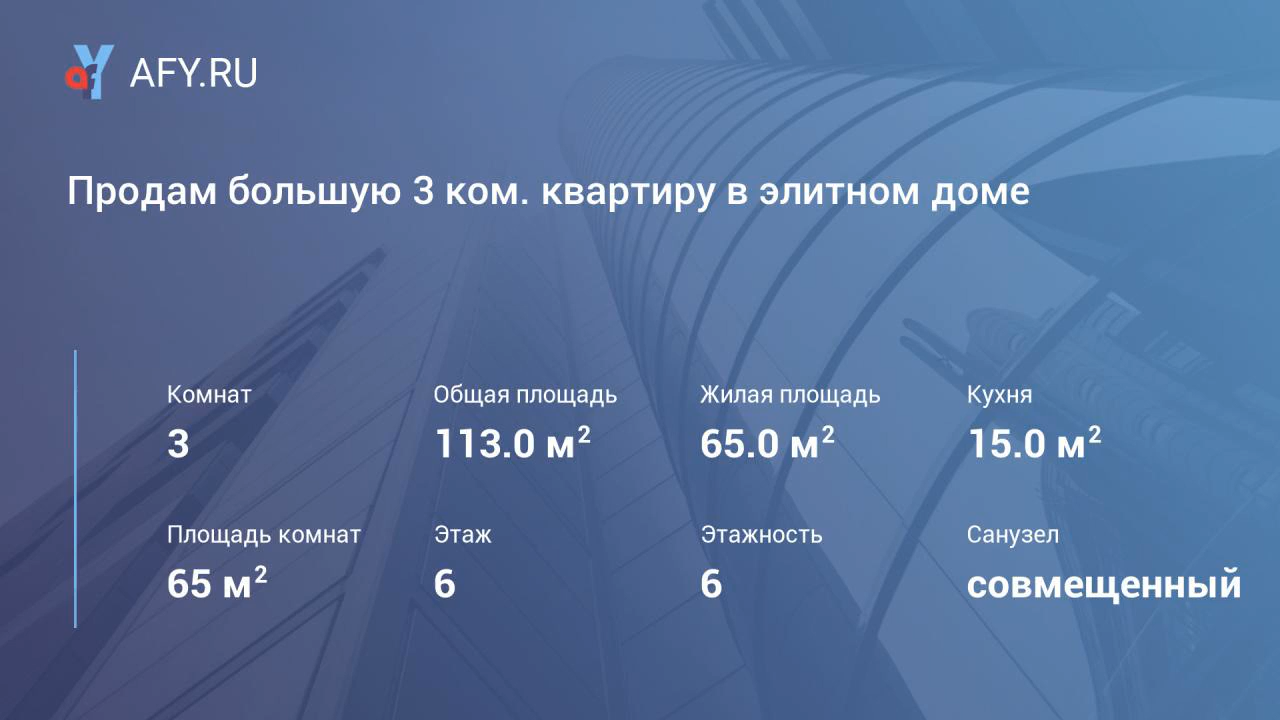 AFY.RU
Продам большую 3 ком. квартиру в элитном доме
Комнат
3
Общая площадь
113.0 м²
Жилая площадь
65.0 м²
Кухня
15.0 м²
Площадь комнат
65 м²
Этаж
6
Этажность
6
Санузел
совмещенный